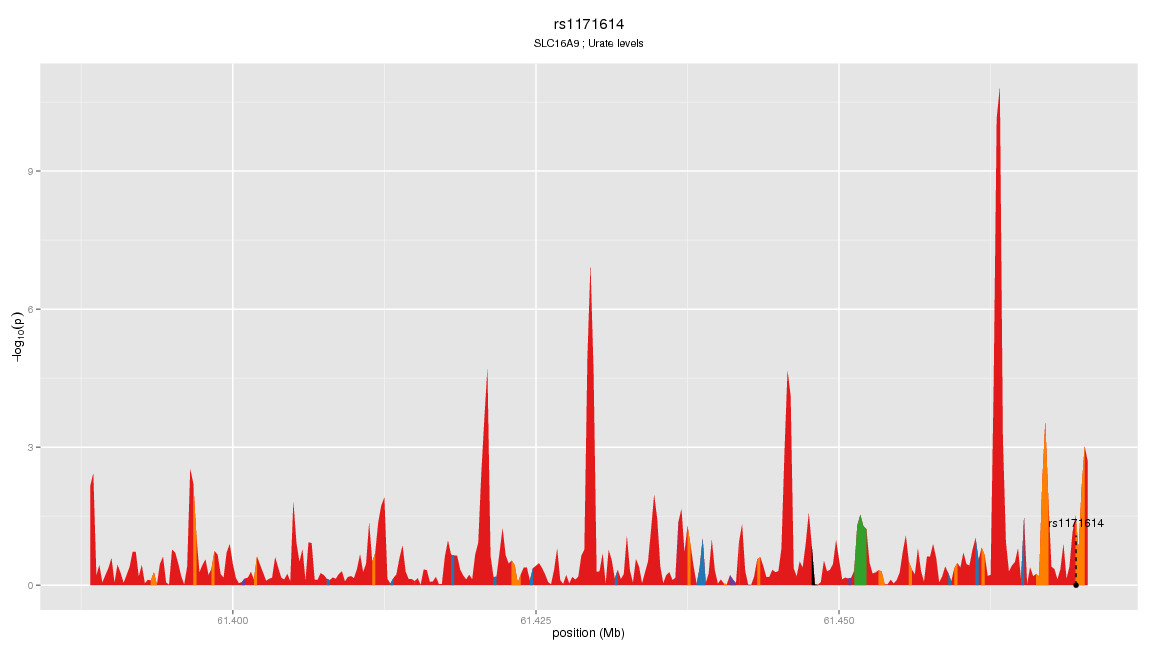 rs1171614
SLC16A9 ; Urate levels
9
6
3
0
−log10(p)
rs1171614
61.400 61.425 61.450
position (Mb)